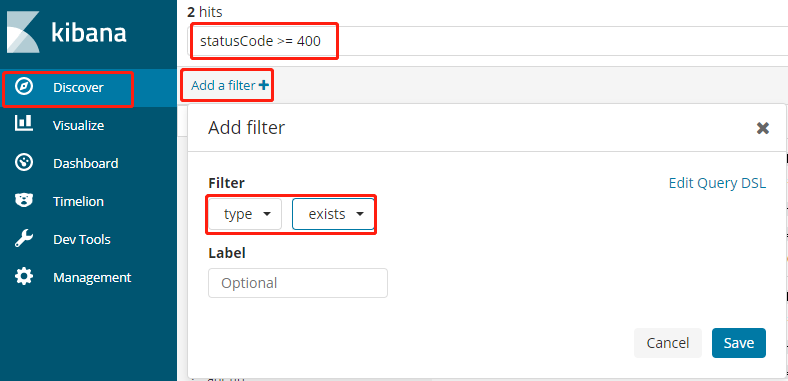 kibana
Discover
Visualize
Dashboard
Timelion
Dev Tools
Management
2 hits
statusCode >= 400
Add a filter +
Add filter
Filter
Edit Query DSL
type
exists
Label
Optional
Cancel
Save